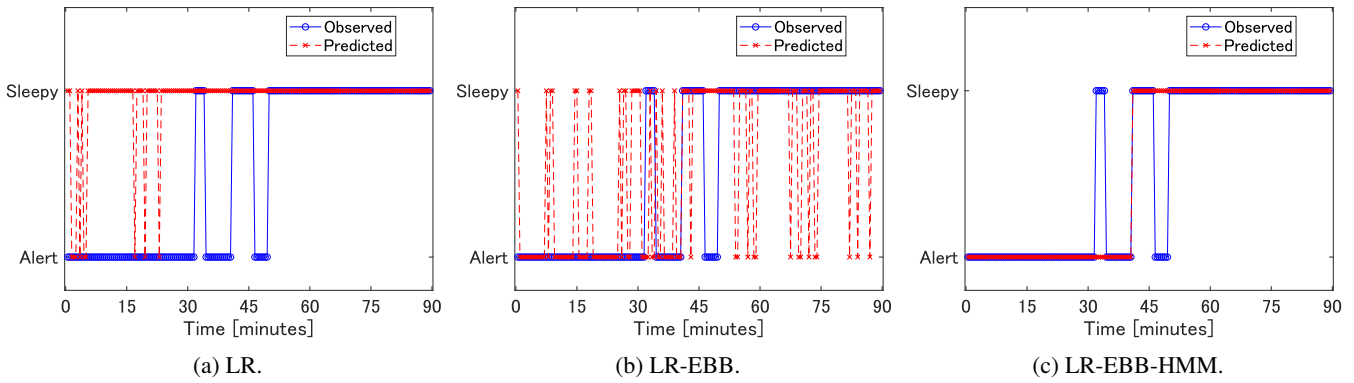 Observed
Predicted
Sleepy
Alert
0 15 30 45 60 75 90
Time [minutes]
(a) LR.
Observed
Predicted
Sleepy
Alert
0 15 30 45 60 75 90
Time [minutes]
(b) LR-EBB.
Observed
Predicted
Sleepy
Alert
0 15 30 45 60 75 90
Time [minutes]
(c) LR-EBB-HMM.